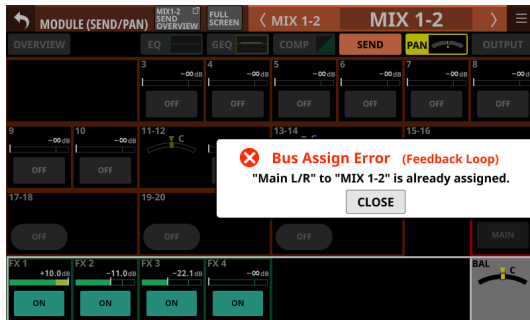 MODULE (SEND/PAN)
MIX1-2
SEND
OVERVIEW
FULL
SCREEN
MIX 1-2
MIX 1-2
OVERVIEW EQ GEQ COMP SEND PAN OUTPUT
3 4 5 6 7 8
-∞dB -∞dB -∞dB -∞dB -∞dB -∞d
OFF OFF OFF OFF OFF OFF
9 10 11-12 13-14 15-16
-∞dB -∞dB C
OFF OFF
Bus Assign Error (Feedback Loop)
"Main L/R" to "MIX 1-2" is already assigned.
CLOSE
17-18 19-20
OFF OFF OFF MAIN
FX 1 FX 2 FX 3 FX 4 BAL
+10.0dB -11.0dB -22.1dB -∞dB C
ON ON ON ON